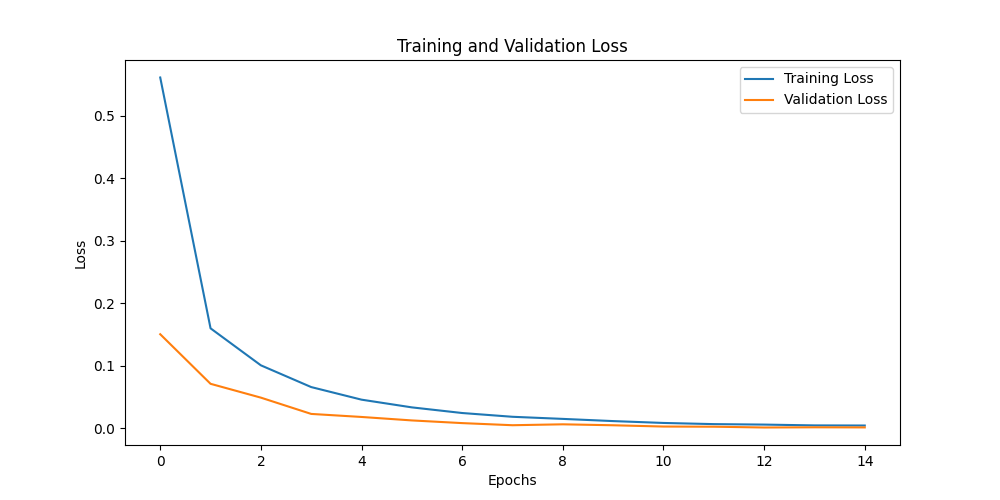 Training and Validation Loss
Training Loss
Validation Loss
0.5
0.4
0.3
0.2
0.1
0.0
Loss
0 2 4 6 8 10 12 14
Epochs